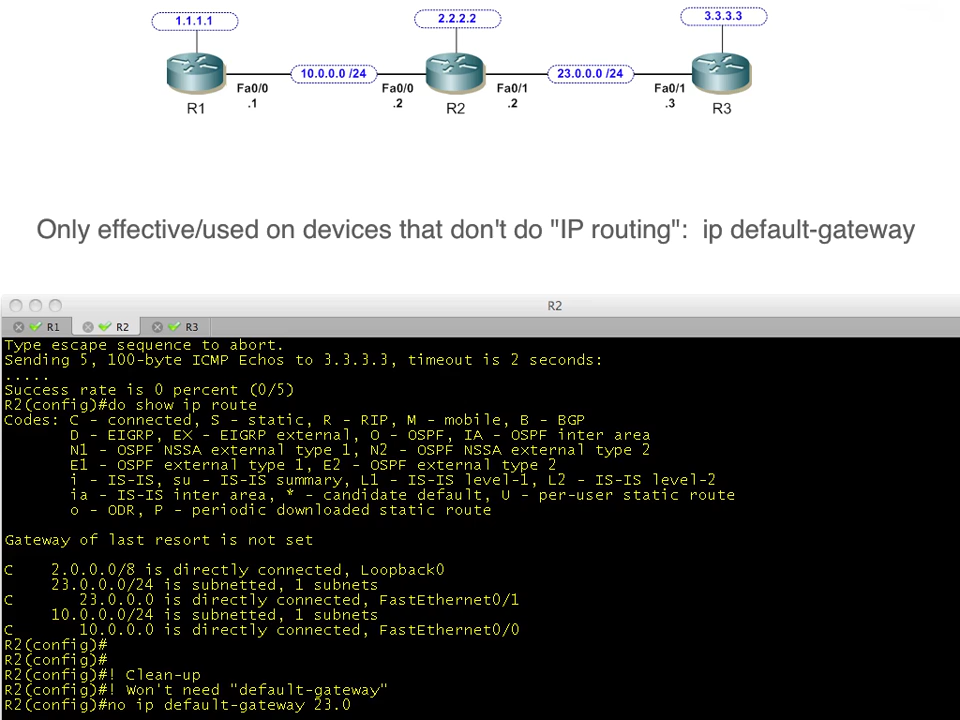 1.1.1.1
2.2.2.2
3.3.3.3
10.0.0.0 /24
23.0.0.0 /24
Fa0/0
.1
Fa0/0
.2
Fa0/1
.2
Fa0/1
.3
R1
R2
R3
Only effective/used on devices that don't do "IP routing": ip default-gateway
R2
R1
R2
R3
Type escape sequence to abort.
Sending 5, 100-byte ICMP Echos to 3.3.3.3, timeout is 2 seconds:
.....
Success rate is 0 percent (0/5)
R2(config)#do show ip route
Codes: C - connected, S - static, R - RIP, M - mobile, B - BGP
D - EIGRP, EX - EIGRP external, O - OSPF, IA - OSPF inter area
N1 - OSPF NSSA external type 1, N2 - OSPF NSSA external type 2
E1 - OSPF external type 1, E2 - OSPF external type 2
i - IS-IS, su - IS-IS summary, L1 - IS-IS level-1, L2 - IS-IS level-2
ia - IS-IS inter area, * - candidate default, U - per-user static route
o - ODR, P - periodic downloaded static route
Gateway of last resort is not set
C 2.0.0.0/8 is directly connected, Loopback0
23.0.0.0/24 is subnetted, 1 subnets
C 23.0.0.0 is directly connected, FastEthernet0/1
10.0.0.0/24 is subnetted, 1 subnets
C 10.0.0.0 is directly connected, FastEthernet0/0
R2(config)#
R2(config)#
R2(config)#! Clean-up
R2(config)#! Won't need "default-gateway"
R2(config)#no ip default-gateway 23.0